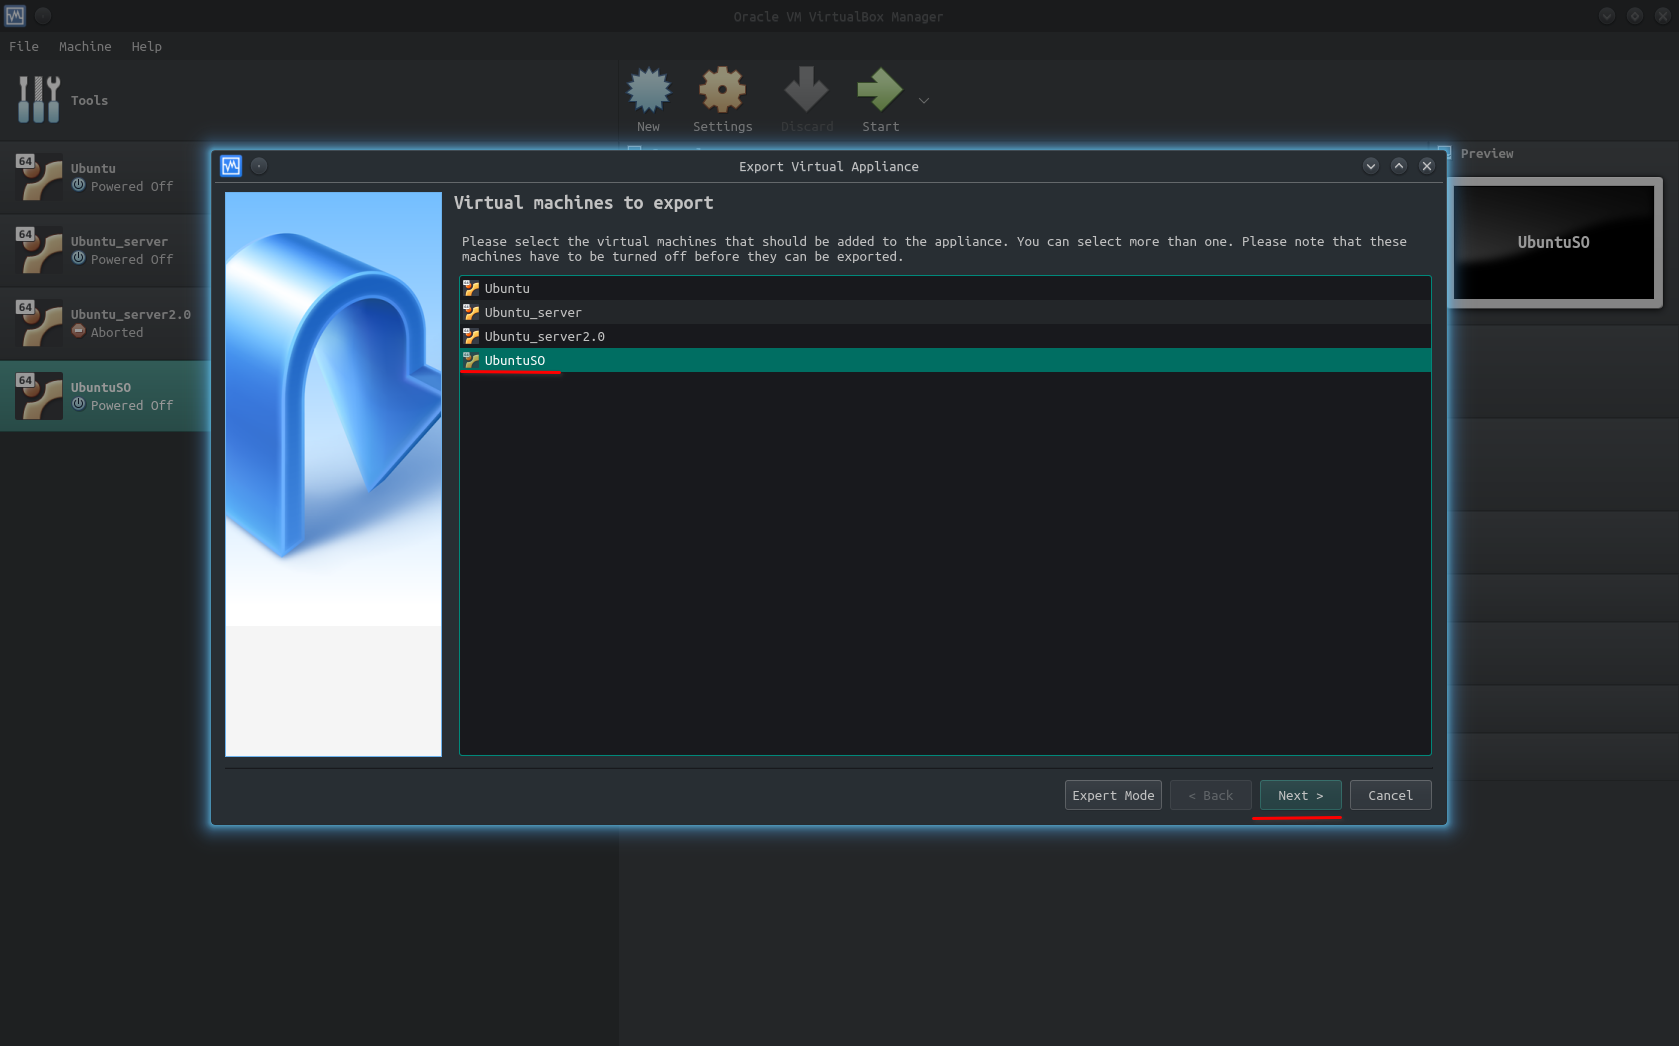 Oracle VM VirtualBox Manager
File Machine Help
Tools
New Settings Discard Start
64
Ubuntu
Powered Off
64
Ubuntu_server
Powered Off
64
Ubuntu_server2.0
Aborted
64
UbuntuSO
Powered Off
Preview
UbuntuSO
Export Virtual Appliance
Virtual machines to export
Please select the virtual machines that should be added to the appliance. You can select more than one. Please note that these
machines have to be turned off before they can be exported.
Ubuntu
Ubuntu_server
Ubuntu_server2.0
UbuntuSO
Expert Mode < Back Next > Cancel